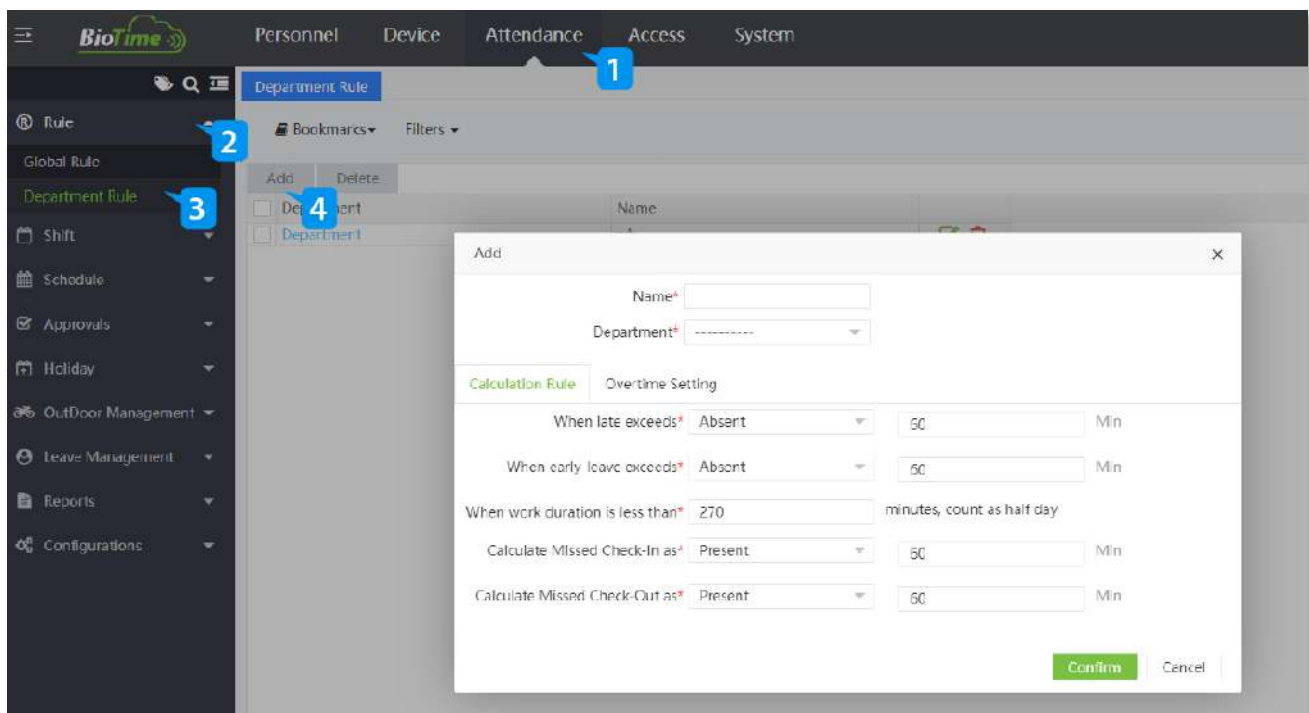 BioTime Personnel Device Attendance Access System
1
Department Rule
Rule
2
Bookmarks Filters
Global Rule
Add Delete
Department Rule
3
4
Name
Shift
Department
Add
Schedule
Name*
Approvals
Department* ----------
Holiday
Calculation Rule Overtime Setting
OutDoor Management
When late exceeds* Absent 60 Min
Leave Management
When early leave exceeds* Absent 60 Min
Reports
When work duration is less than* 270 minutes, count as half day
Configurations
Calculate Missed Check-In as* Present 60 Min
Calculate Missed Check-Out as* Present 60 Min
Confirm Cancel